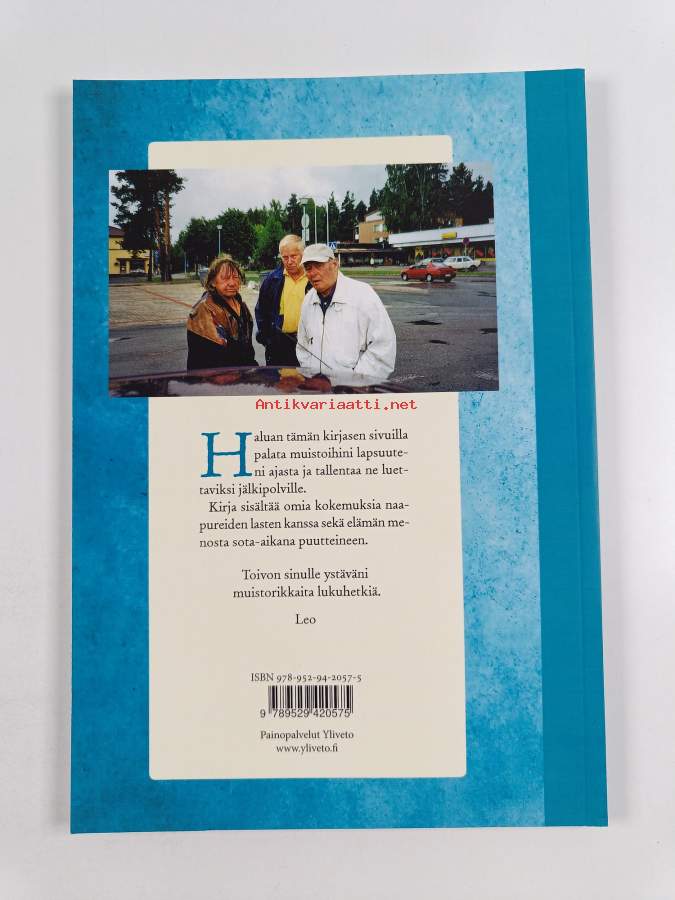 Antikvariaatti.net
Haluan tämän kirjasen sivuilla
palata muistoihini lapsuute-
ni ajasta ja tallentaa ne luet-
taviksi jälkipolville.
Kirja sisältää omia kokemuksia naa-
pureiden lasten kanssa sekä elämän me-
nosta sota-aikana puutteineen.
Toivon sinulle ystäväni
muistorikkaita lukuhetkiä.
Leo
ISBN 978-952-94-2057-5
9 789529 420575
Painopalvelut Yliveto
www.yliveto.fi